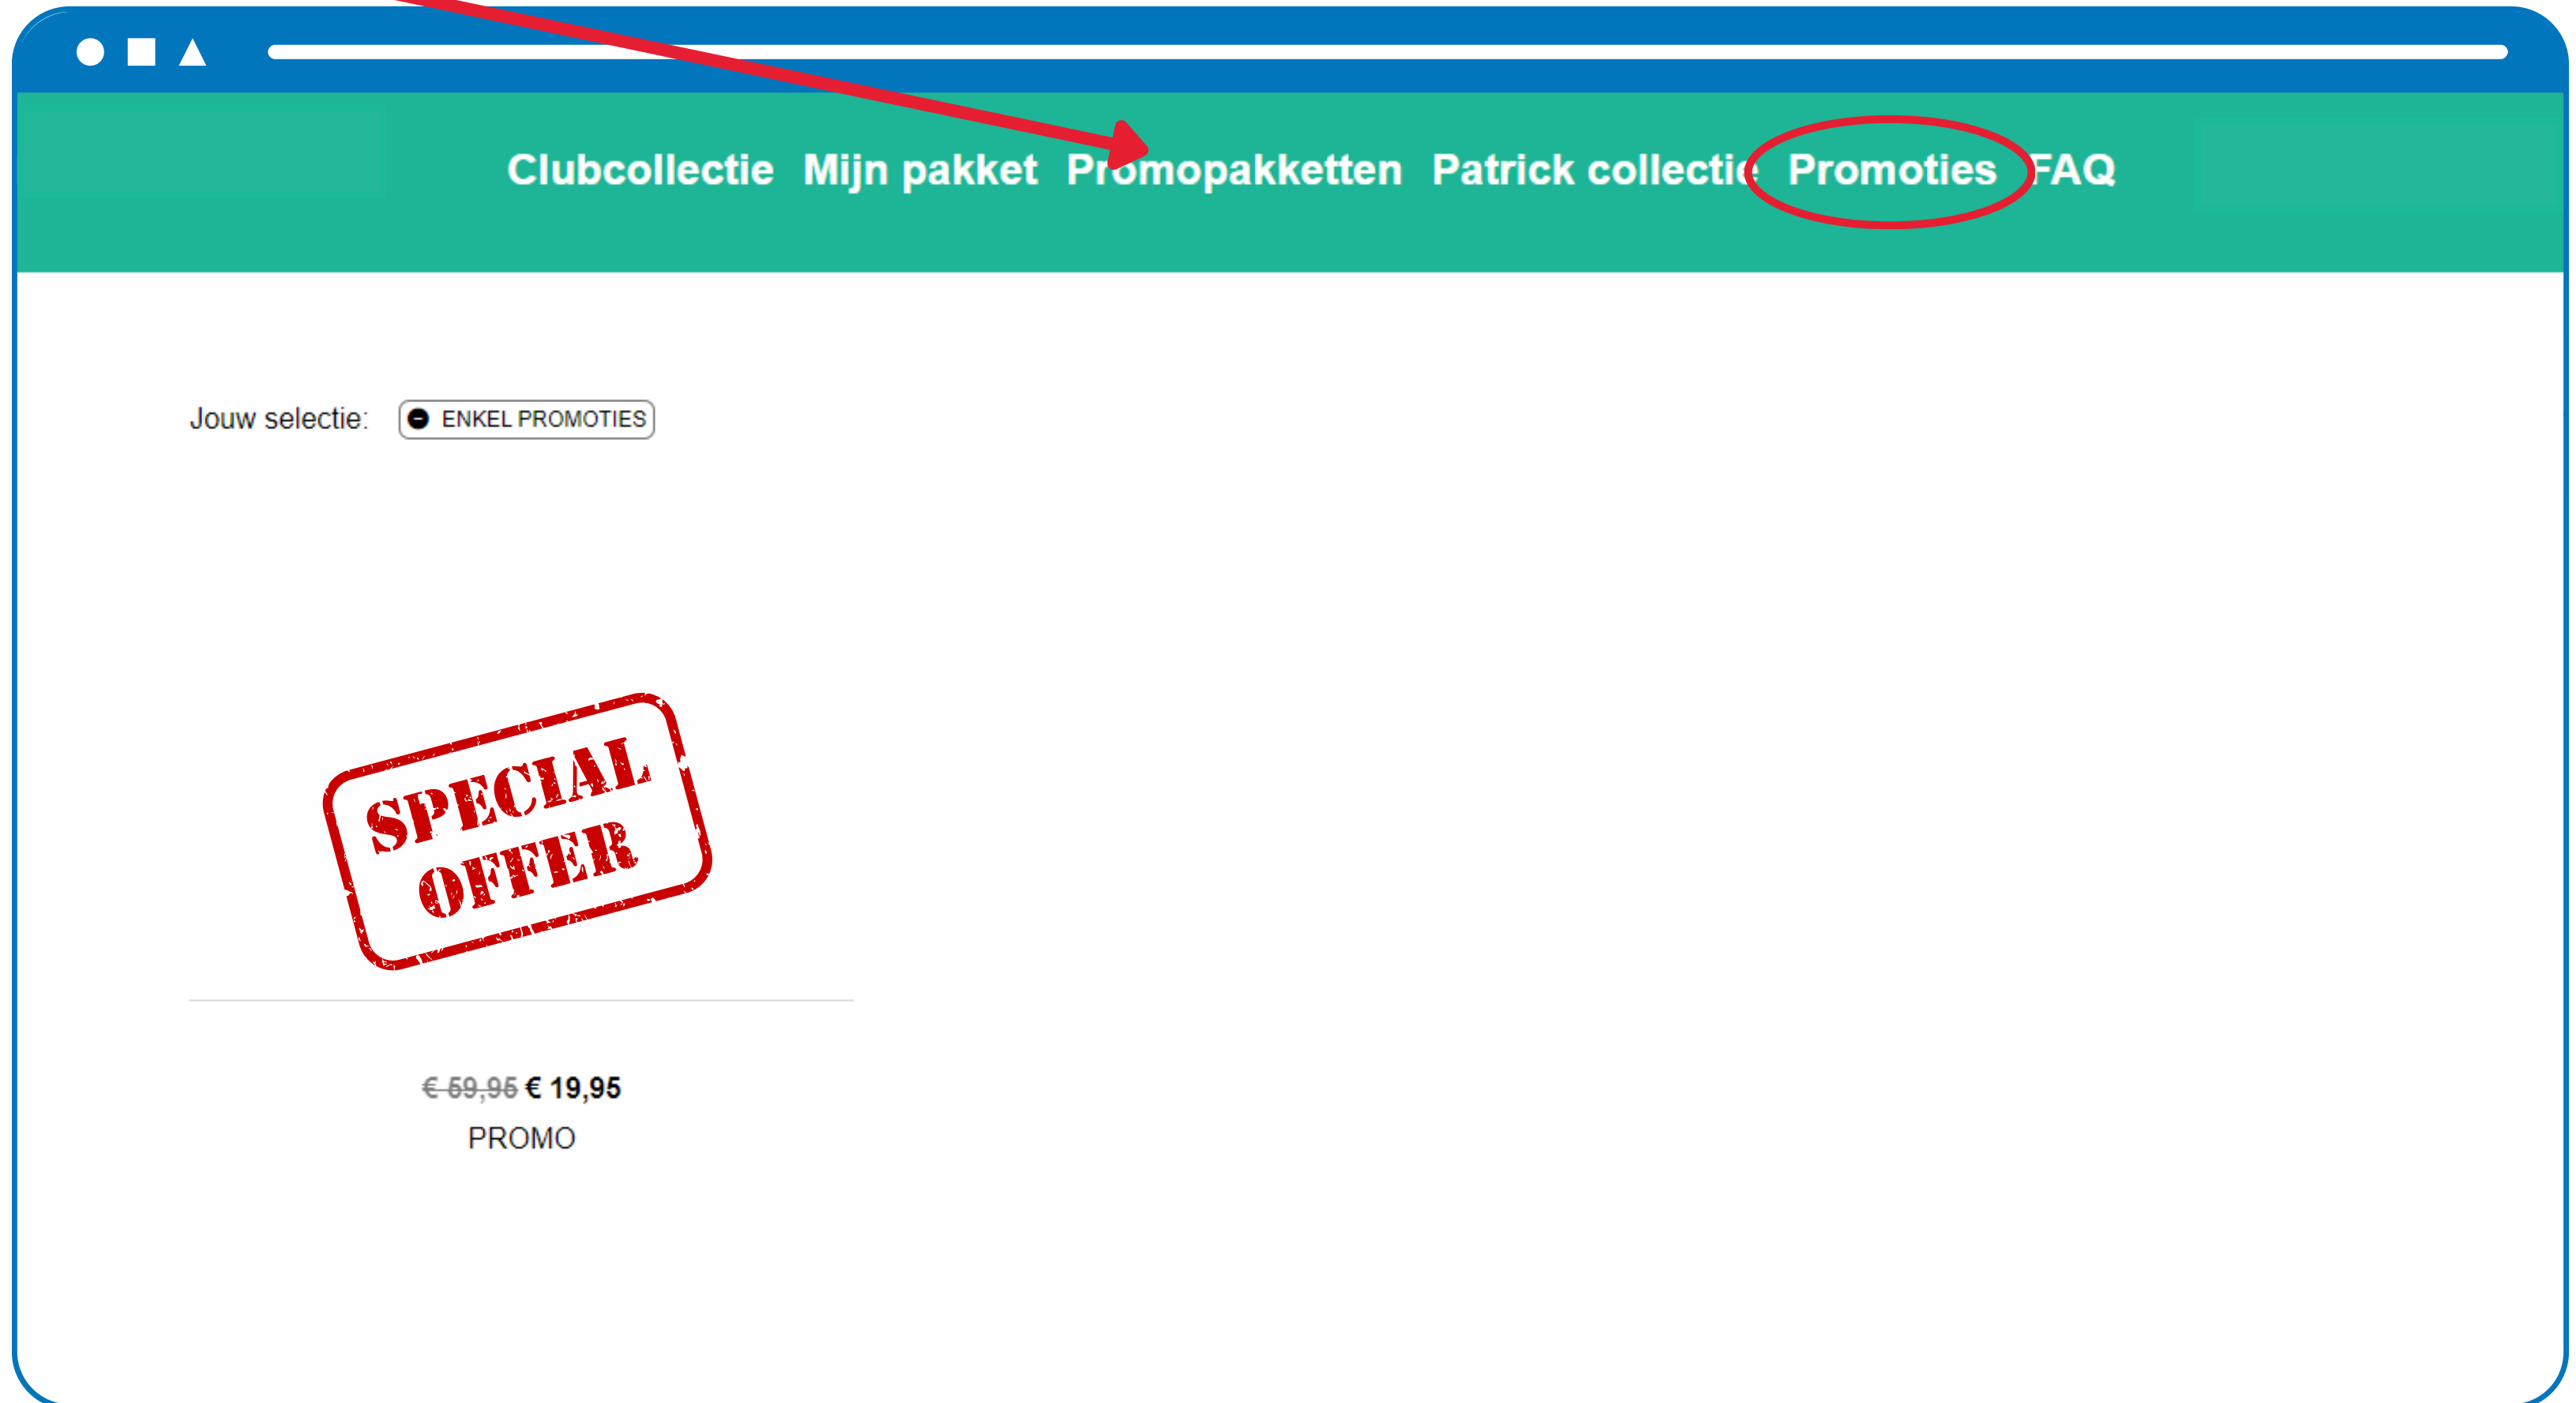 Clubcollectie Mijn pakket Promopakketten Patrick collectie Promoties FAQ
Jouw selectie: ENKEL PROMOTIES
SPECIAL
OFFER
€ 59,95 € 19,95
PROMO